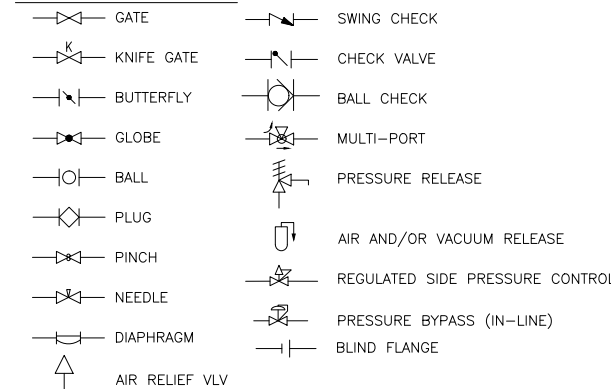 GATE
K
KNIFE GATE
BUTTERFLY
GLOBE
BALL
PLUG
PINCH
NEEDLE
DIAPHRAGM
AIR RELIEF VLV
SWING CHECK
CHECK VALVE
BALL CHECK
MULTI-PORT
PRESSURE RELEASE
AIR AND/OR VACUUM RELEASE
REGULATED SIDE PRESSURE CONTROL
PRESSURE BYPASS (IN-LINE)
BLIND FLANGE